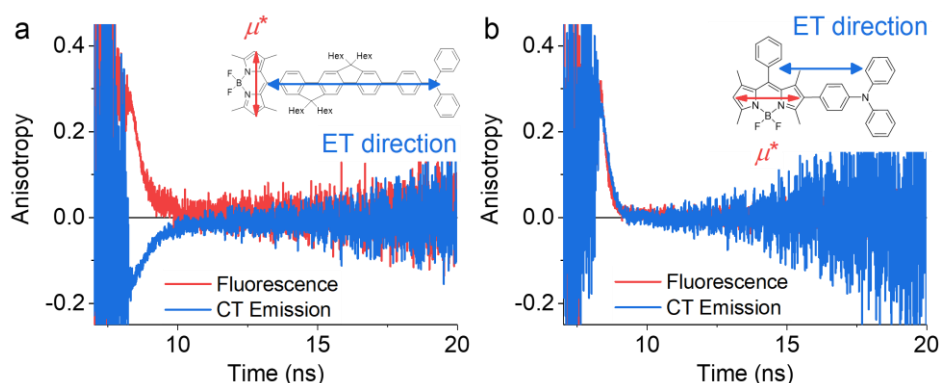 a
b
μ*
Hex
Hex
F
F
B
N
N
Hex
Hex
ET direction
ET direction
N
N
N
B
F
F
μ*
0.4
0.2
0.0
-0.2
Anisotropy
Fluorescence
CT Emission
10
15
20
Time (ns)
0.4
0.2
0.0
-0.2
Anisotropy
Fluorescence
CT Emission
10
15
20
Time (ns)